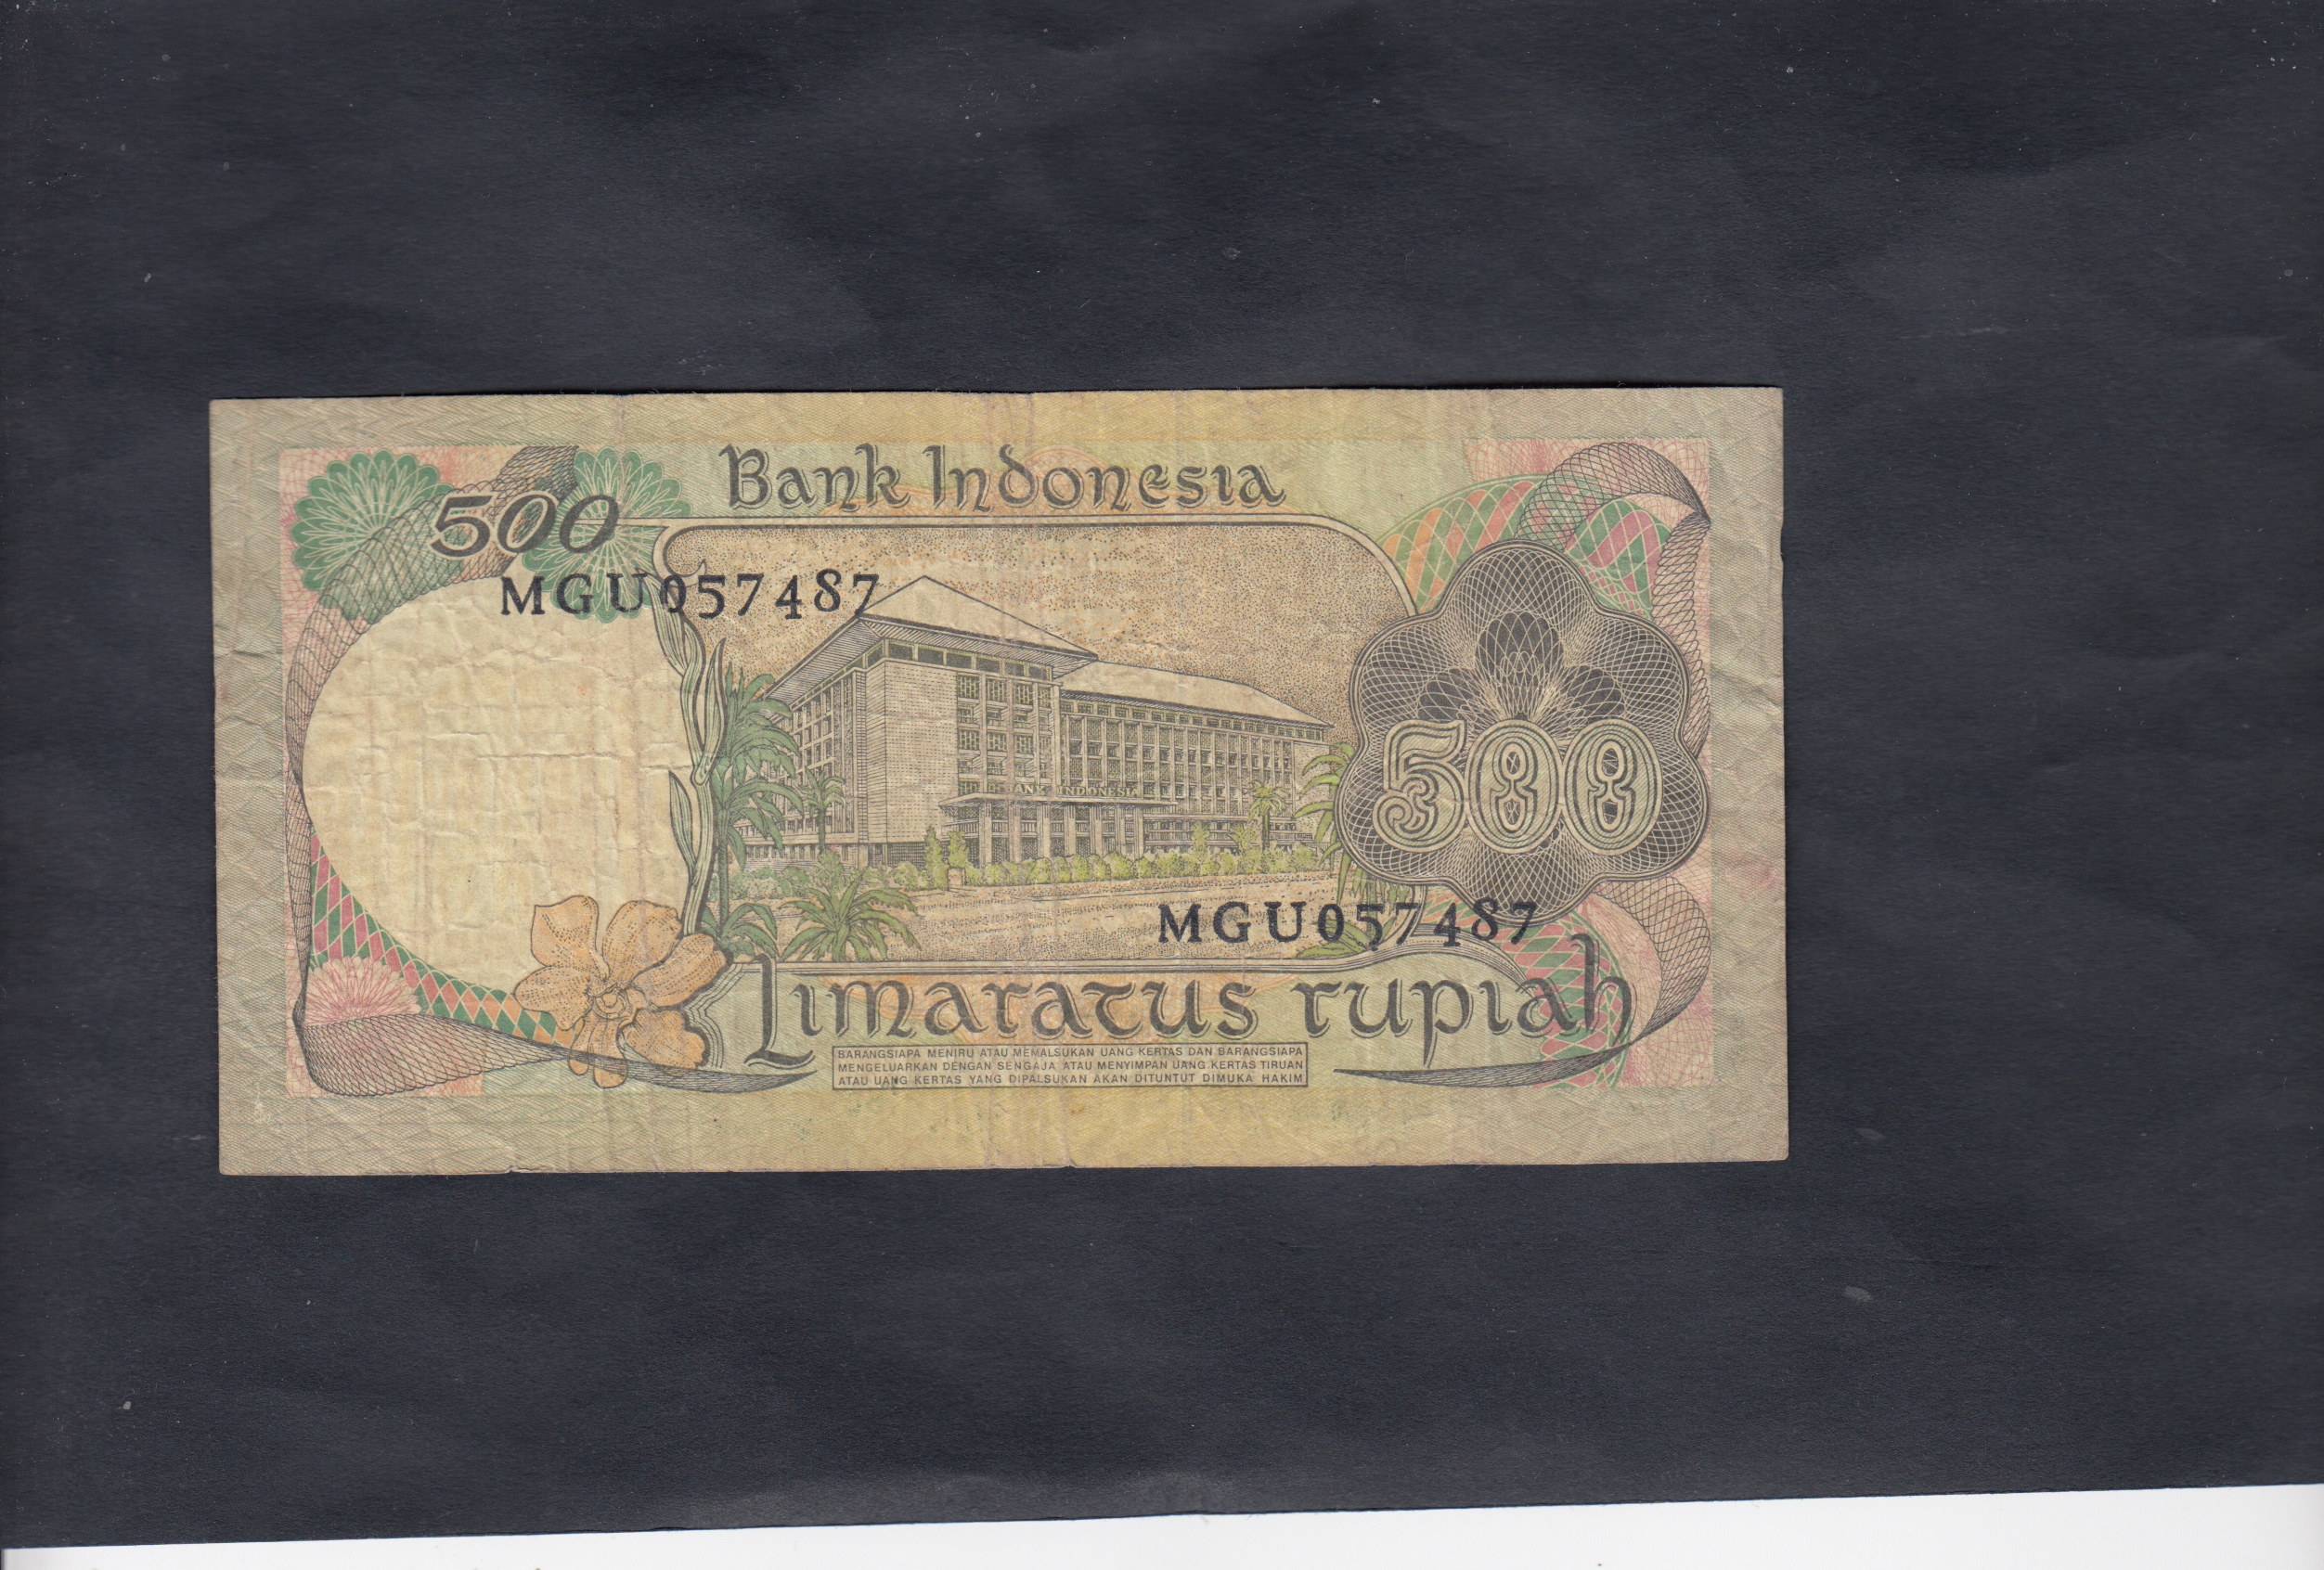 Bank Indonesia
500
MGU057487
BANK INDONESIA
500
MGU057487
Limaratus rupiah
BARANGSIAPA MENIRU ATAU MEMALSUKAN UANG KERTAS DAN BARANGSIAPA
MENGELUARKAN DENGAN SENGAJA ATAU MENYIMPAN UANG KERTAS TIRUAN
ATAU UANG KERTAS YANG DIPALSUKAN AKAN DITUNTUT DIMUKA HAKIM